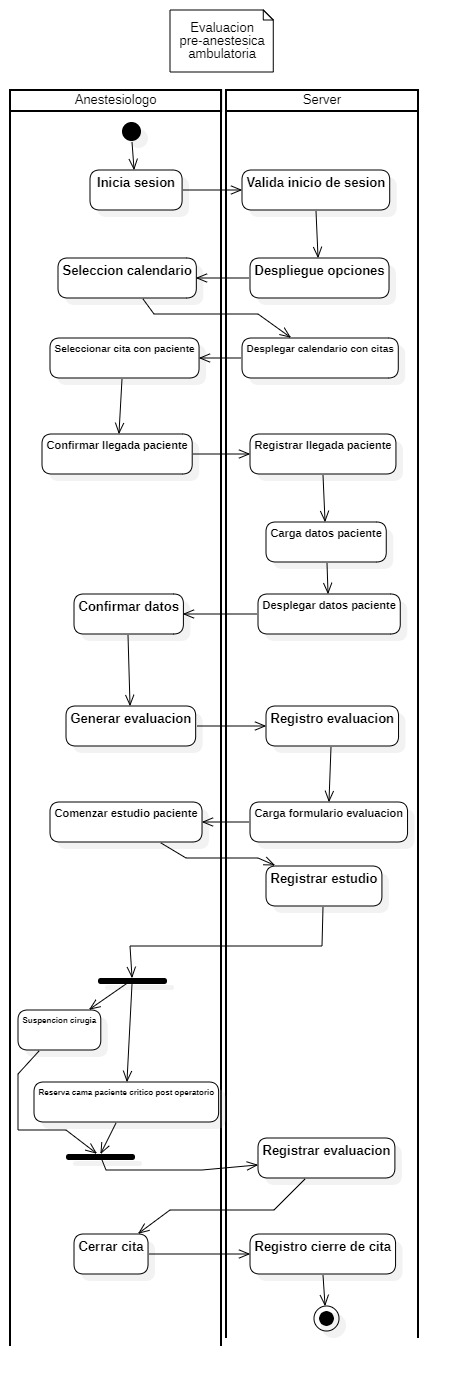 Evaluacion
pre-anestesica
ambulatoria
Anestesiologo
Server
Inicia sesion
Valida inicio de sesion
Seleccion calendario
Despliegue opciones
Seleccionar cita con paciente
Desplegar calendario con citas
Confirmar llegada paciente
Registrar llegada paciente
Carga datos paciente
Confirmar datos
Desplegar datos paciente
Generar evaluacion
Registro evaluacion
Comenzar estudio paciente
Carga formulario evaluacion
Registrar estudio
Suspencion cirugia
Reserva cama paciente critico post operatorio
Registrar evaluacion
Cerrar cita
Registro cierre de cita